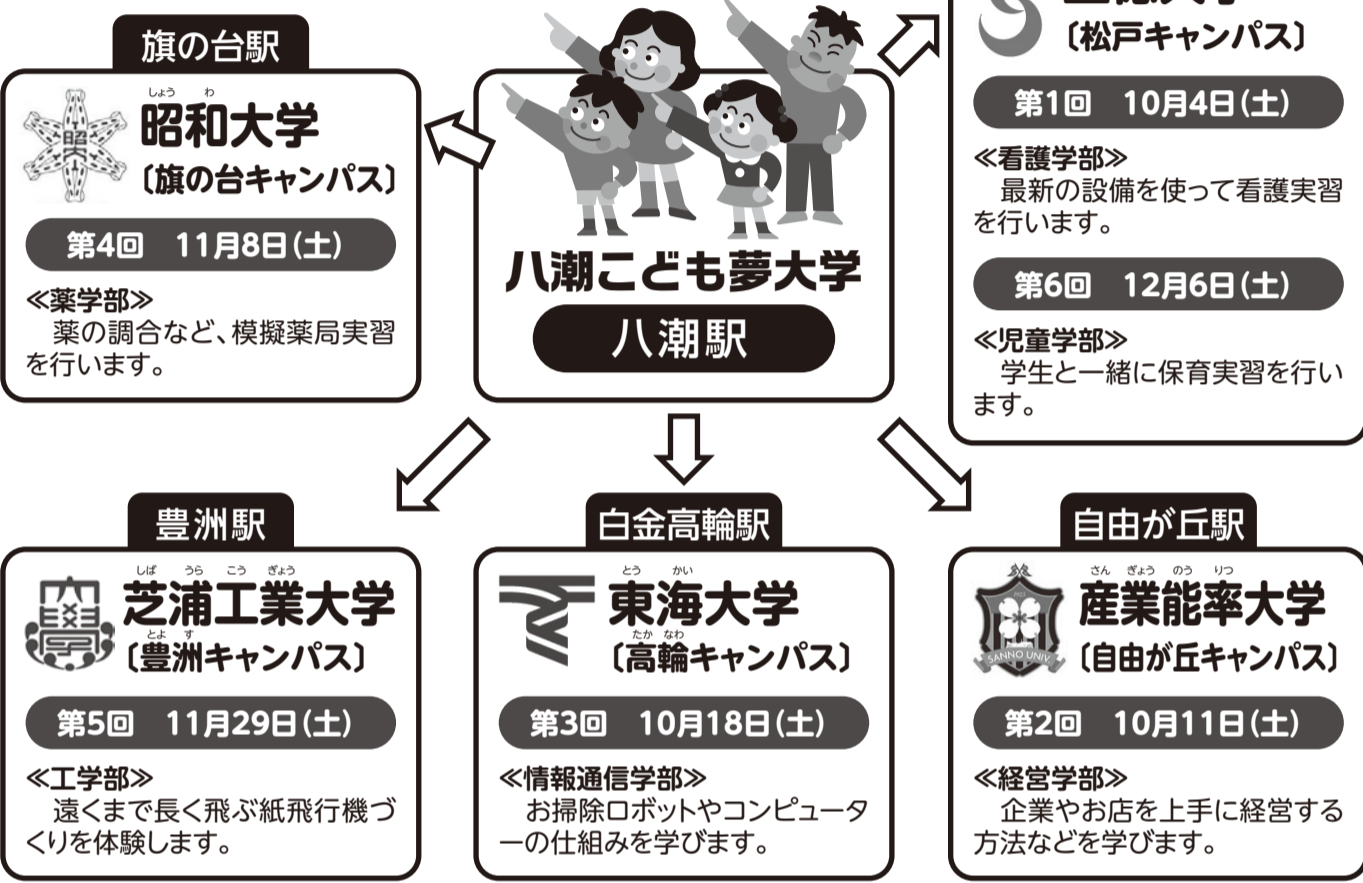 旗の台駅
昭和大学
しょう わ
〔旗の台キャンパス〕
第4回 11月8日(土)
≪薬学部≫
薬の調合など、模擬薬局実習
を行います。
八潮こども夢大学
八潮駅
〔松戸キャンパス〕
第1回 10月4日(土)
≪看護学部≫
最新の設備を使って看護実習
を行います。
第6回 12月6日(土)
≪児童学部≫
学生と一緒に保育実習を行い
ます。
豊洲駅
しば うら こう ぎょう
芝浦工業大学
とよ す
〔豊洲キャンパス〕
第5回 11月29日(土)
≪工学部≫
遠くまで長く飛ぶ紙飛行機づ
くりを体験します。
白金高輪駅
とう かい
東海大学
たか なわ
〔高輪キャンパス〕
第3回 10月18日(土)
≪情報通信学部≫
お掃除ロボットやコンピュータ
ーの仕組みを学びます。
自由が丘駅
さん ぎょう のう りつ
産業能率大学
SANNO UNIV.
〔自由が丘キャンパス〕
第2回 10月11日(土)
≪経営学部≫
企業やお店を上手に経営する
方法などを学びます。